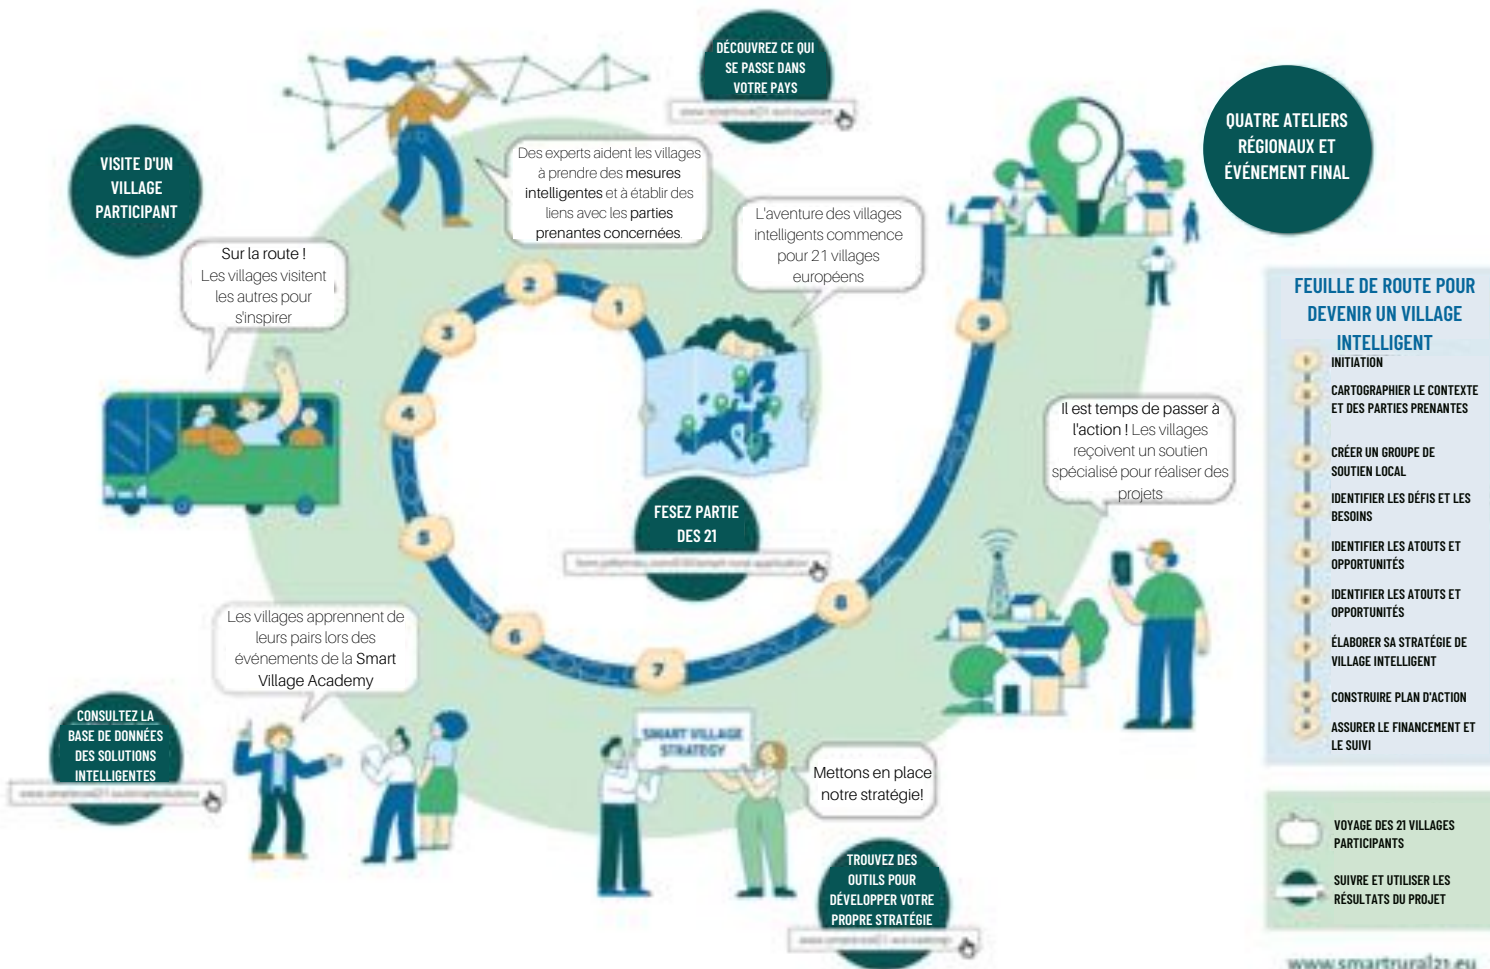 DÉCOUVREZ CE QUI
SE PASSE DANS
VOTRE PAYS
QUATRE ATELIERS
RÉGIONAUX ET
ÉVÉNEMENT FINAL
VISITE D'UN
VILLAGE
PARTICIPANT
Des experts aident les villages
à prendre des mesures
intelligentes et à établir des
liens avec les parties
prenantes concernées.
L'aventure des villages
intelligents commence
pour 21 villages
européens
Sur la route !
Les villages visitent
les autres pour
s'inspirer
1
2
3
4
5
6
7
8
9
FESEZ PARTIE
DES 21
Il est temps de passer à
l'action ! Les villages
reçoivent un soutien
spécialisé pour réaliser des
projets
Les villages apprennent de
leurs pairs lors des
événements de la Smart
Village Academy
CONSULTEZ LA
BASE DE DONNÉES
DES SOLUTIONS
INTELLIGENTES
SMART VILLAGE
STRATEGY
Mettons en place
notre stratégie!
TROUVEZ DES
OUTILS POUR
DÉVELOPPER VOTRE
PROPRE STRATÉGIE
FEUILLE DE ROUTE POUR
DEVENIR UN VILLAGE
INTELLIGENT
INITIATION
CARTOGRAPHIER LE CONTEXTE
ET DES PARTIES PRENANTES
CRÉER UN GROUPE DE
SOUTIEN LOCAL
IDENTIFIER LES DÉFIS ET LES
BESOINS
IDENTIFIER LES ATOUTS ET
OPPORTUNITÉS
IDENTIFIER LES ATOUTS ET
OPPORTUNITÉS
ÉLABORER SA STRATÉGIE DE
VILLAGE INTELLIGENT
CONSTRUIRE PLAN D'ACTION
ASSURER LE FINANCEMENT ET
LE SUIVI
VOYAGE DES 21 VILLAGES
PARTICIPANTS
SUIVRE ET UTILISER LES
RÉSULTATS DU PROJET
www.smartrural21.eu